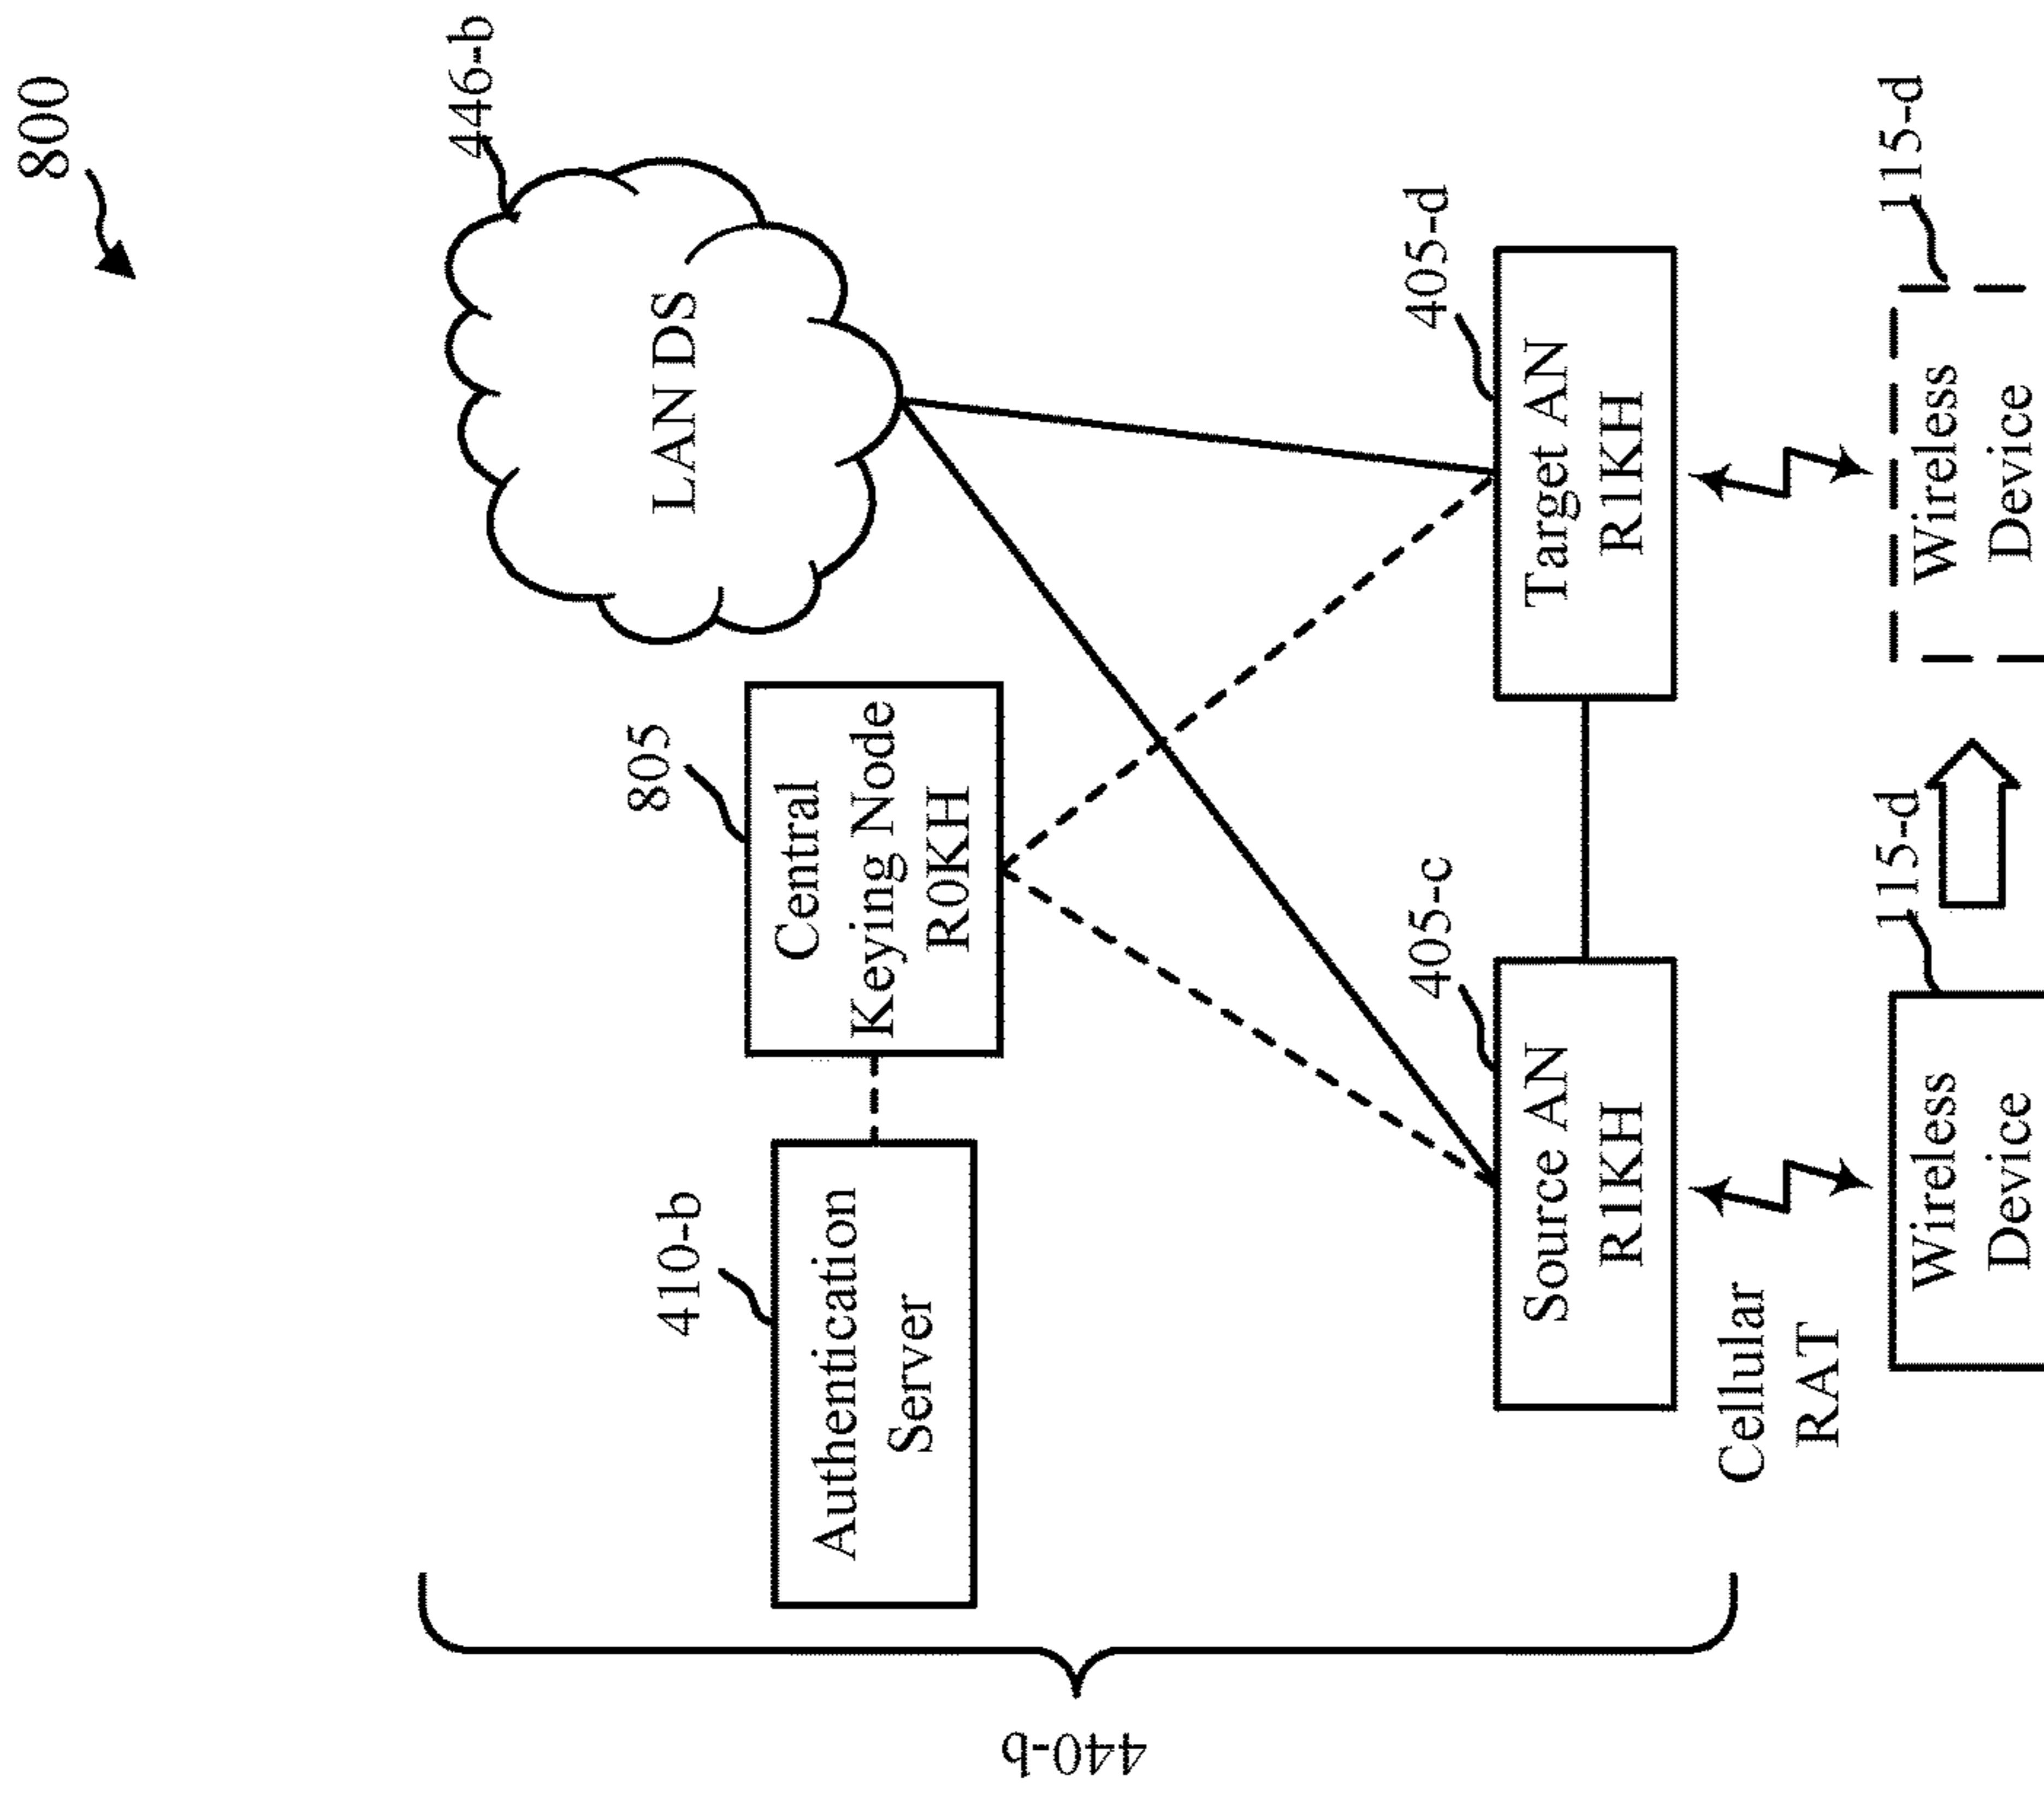 800
446-b
LAN DS
805
Central
Keying Node
R0KH
410-b
Authentication
Server
405-c
Source AN
R1KH
405-d
Target AN
R1KH
Cellular
RAT
115-d
Wireless
Device
115-d
Wireless
Device
440-b